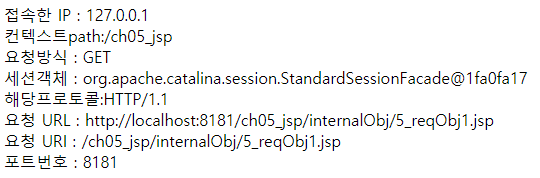 접속한 IP : 127.0.0.1
컨텍스트path:/ch05_jsp
요청방식 : GET
세션객체 : org.apache.catalina.session.StandardSessionFacade@1fa0fa17
해당프로토콜:HTTP/1.1
요청 URL : http://localhost:8181/ch05_jsp/internalObj/5_reqObj1.jsp
요청 URI : /ch05_jsp/internalObj/5_reqObj1.jsp
포트번호 : 8181